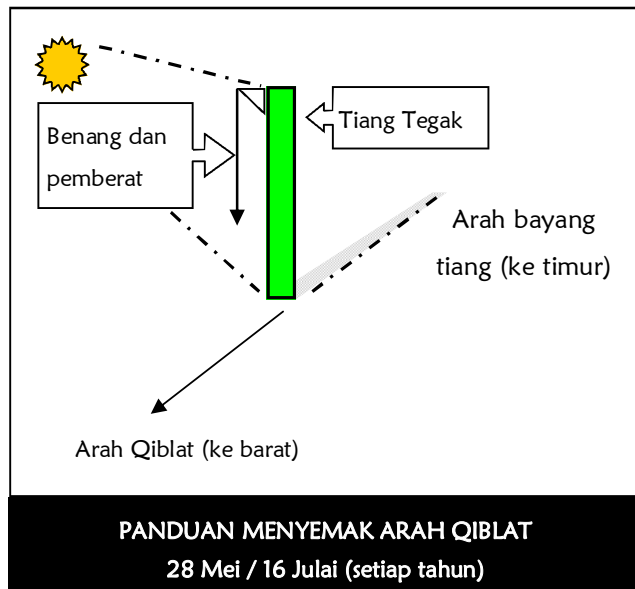 Benang dan
pemberat
Tiang Tegak
Arah bayang
tiang (ke timur)
Arah Qiblat (ke barat)
PANDUAN MENYEMAK ARAH QIBLAT
28 Mei / 16 Julai (setiap tahun)